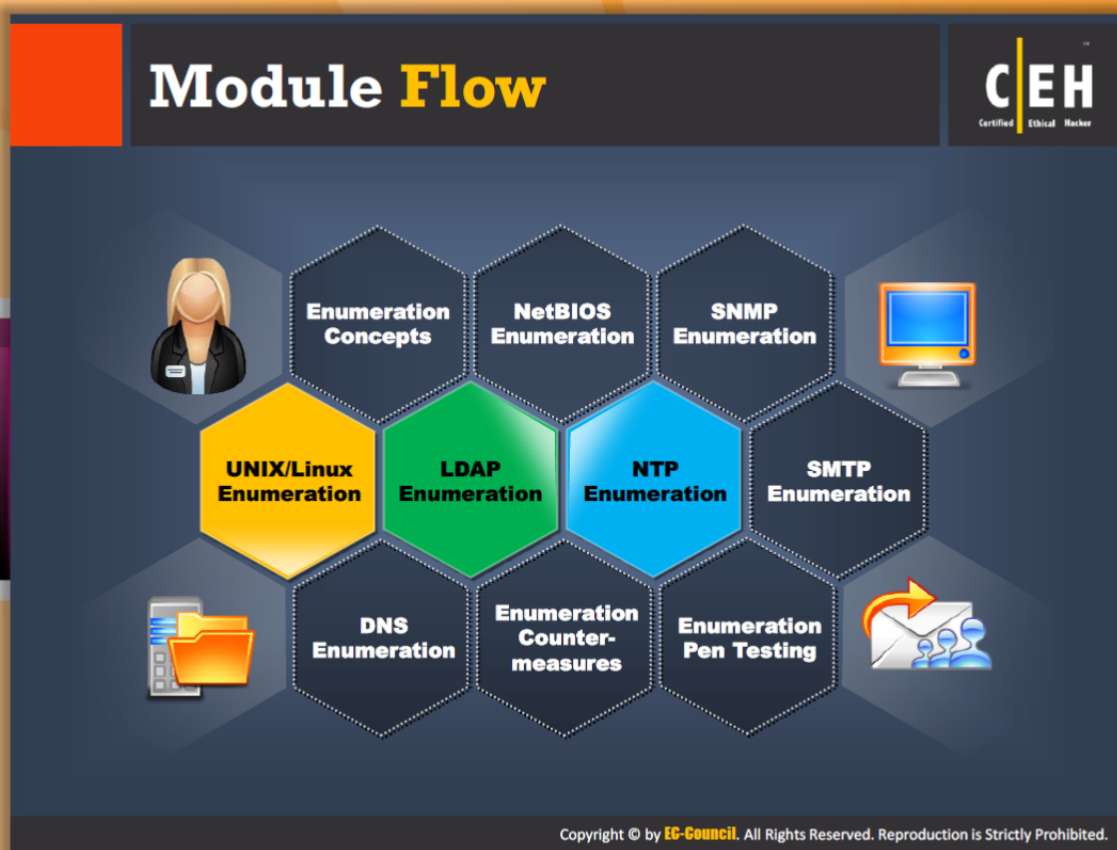 Module Flow
CEH
Certified Ethical Hacker
Enumeration
Concepts
NetBIOS
Enumeration
SNMP
Enumeration
UNIX/Linux
Enumeration
LDAP
Enumeration
NTP
Enumeration
SMTP
Enumeration
DNS
Enumeration
Enumeration
Counter-
measures
Enumeration
Pen Testing
Copyright © by EC-Council. All Rights Reserved. Reproduction is Strictly Prohibited.